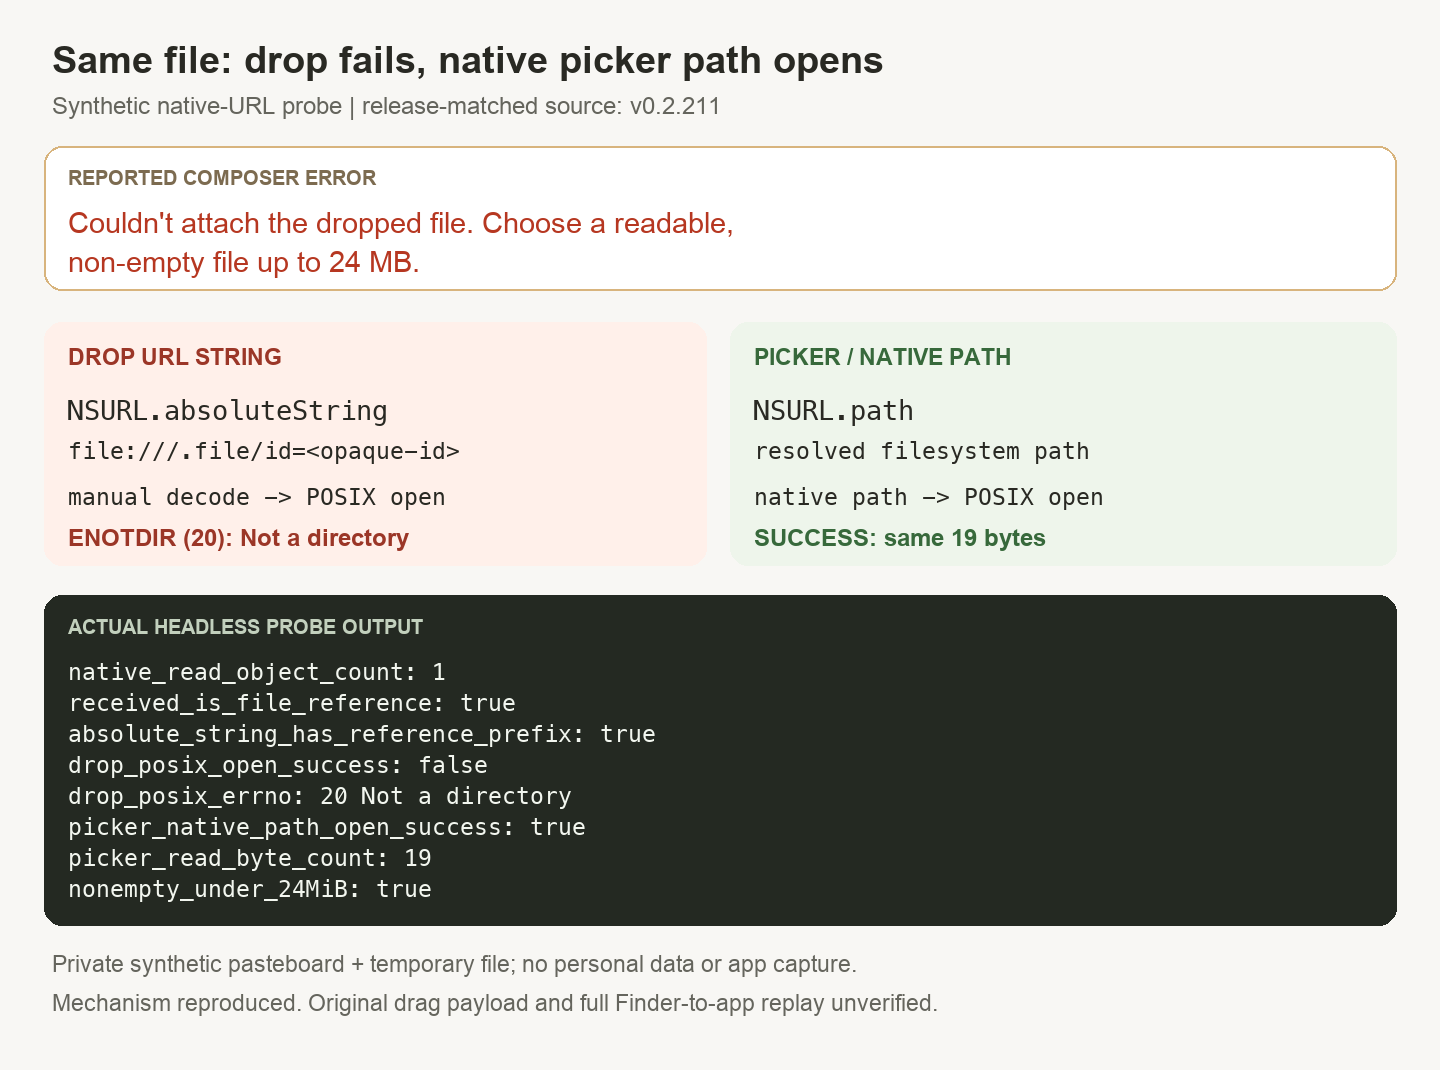 Same file: drop fails, native picker path opens
Synthetic native-URL probe | release-matched source: v0.2.211
REPORTED COMPOSER ERROR
Couldn't attach the dropped file. Choose a readable,
non-empty file up to 24 MB.
DROP URL STRING
NSURL.absoluteString
file:///.file/id=<opaque-id>
manual decode -> POSIX open
ENOTDIR (20): Not a directory
PICKER / NATIVE PATH
NSURL.path
resolved filesystem path
native path -> POSIX open
SUCCESS: same 19 bytes
ACTUAL HEADLESS PROBE OUTPUT
native_read_object_count: 1
received_is_file_reference: true
absolute_string_has_reference_prefix: true
drop_posix_open_success: false
drop_posix_errno: 20 Not a directory
picker_native_path_open_success: true
picker_read_byte_count: 19
nonempty_under_24MiB: true
Private synthetic pasteboard + temporary file; no personal data or app capture.
Mechanism reproduced. Original drag payload and full Finder-to-app replay unverified.